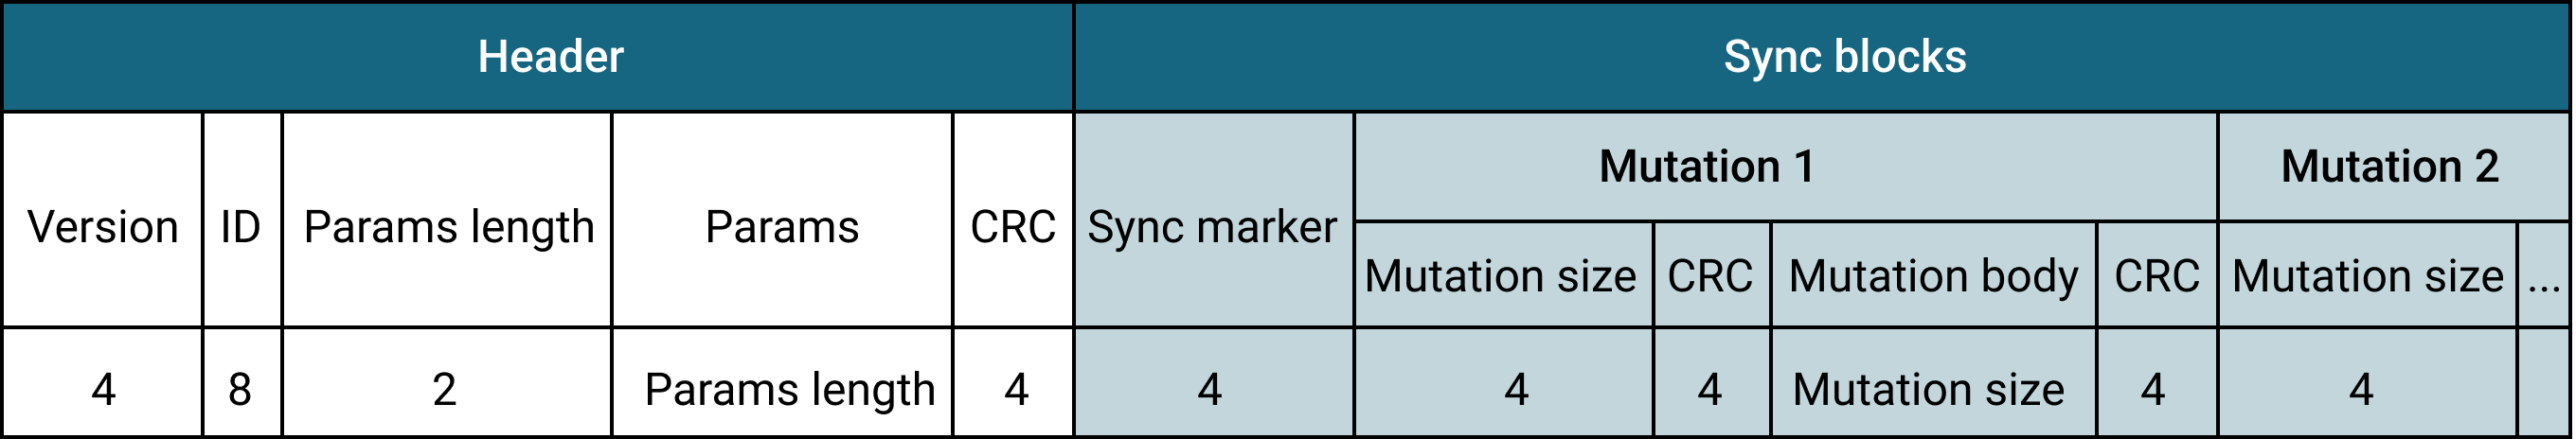 Header Sync blocks
Mutation 1 Mutation 2
Version ID Params length Params CRC Sync marker
Mutation size CRC Mutation body CRC Mutation size ...
4 8 2 Params length 4 4 4 4 Mutation size 4 4